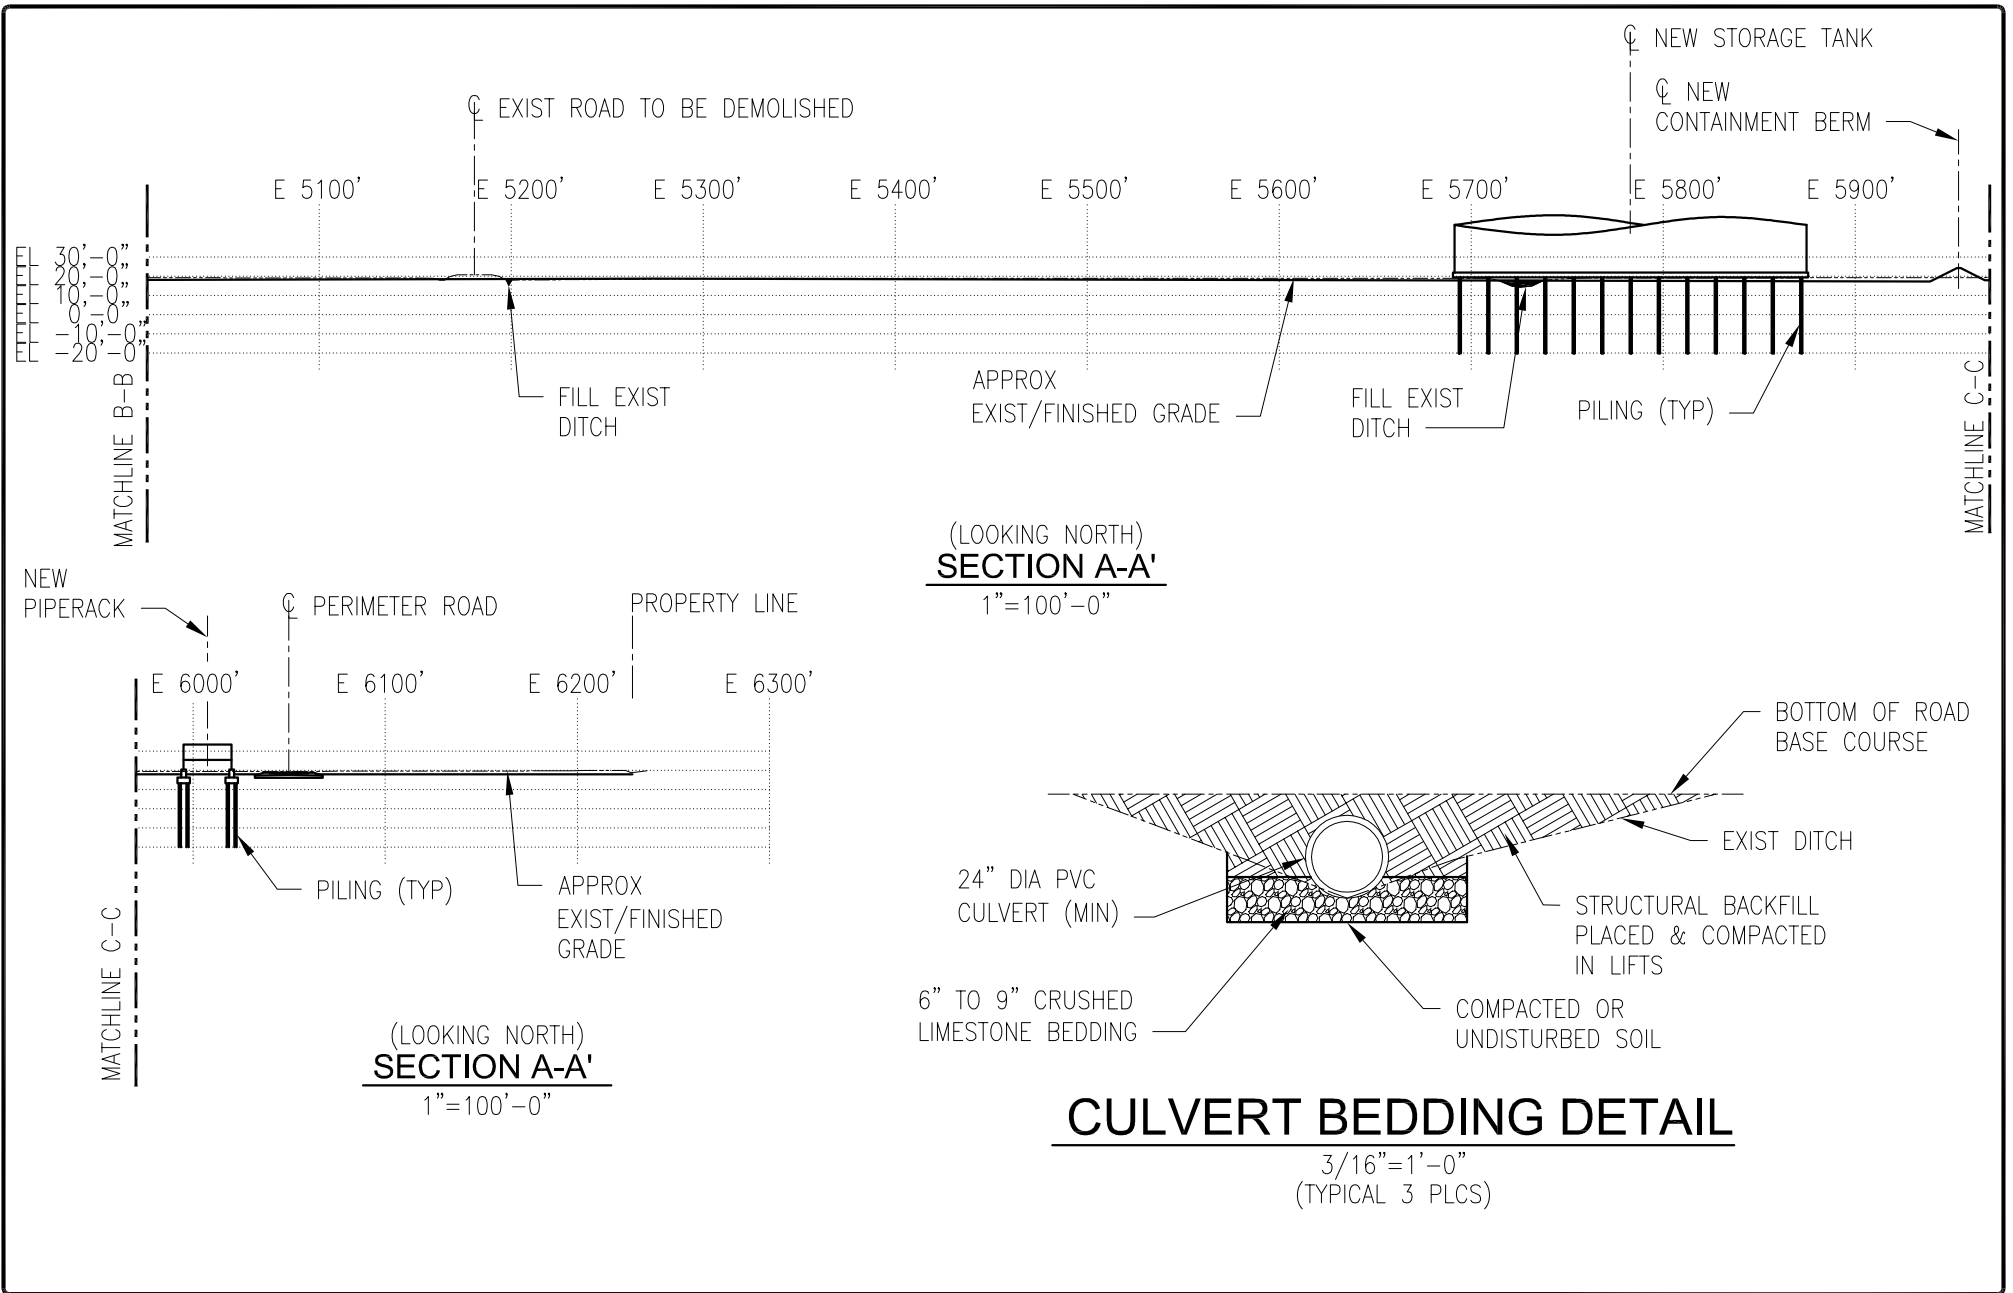 ℄ NEW STORAGE TANK
℄ NEW
CONTAINMENT BERM
℄ EXIST ROAD TO BE DEMOLISHED
E 5100' E 5200' E 5300' E 5400' E 5500' E 5600' E 5700' E 5800' E 5900'
EL 30'-0"
EL 20'-0"
EL 10'-0"
EL 0'-0"
EL -10'-0"
EL -20'-0"
MATCHLINE B-B
FILL EXIST
DITCH
APPROX
EXIST/FINISHED GRADE
FILL EXIST
DITCH
PILING (TYP)
MATCHLINE C-C
(LOOKING NORTH)
SECTION A-A'
1"=100'-0"
NEW
PIPERACK
℄ PERIMETER ROAD
PROPERTY LINE
E 6000' E 6100' E 6200' E 6300'
PILING (TYP)
APPROX
EXIST/FINISHED
GRADE
MATCHLINE C-C
(LOOKING NORTH)
SECTION A-A'
1"=100'-0"
BOTTOM OF ROAD
BASE COURSE
EXIST DITCH
24" DIA PVC
CULVERT (MIN)
STRUCTURAL BACKFILL
PLACED & COMPACTED
IN LIFTS
6" TO 9" CRUSHED
LIMESTONE BEDDING
COMPACTED OR
UNDISTURBED SOIL
CULVERT BEDDING DETAIL
3/16"=1'-0"
(TYPICAL 3 PLCS)